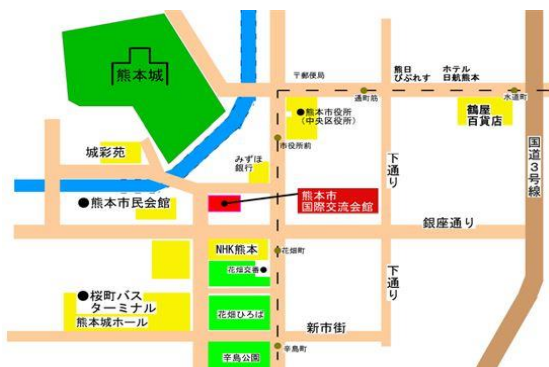 熊本城
〒郵便局
熊日
びぷれす
ホテル
日航熊本
通町筋
水道町
●熊本市役所
(中央区役所)
鶴屋
百貨店
市役所前
城彩苑
みずほ
銀行
下通り
国道3号線
●熊本市民会館
熊本市
国際交流会館
銀座通り
NHK熊本
花畑町
花畑交番●
下通り
●桜町バス
ターミナル
熊本城ホール
花畑ひろば
新市街
辛島町
辛島公園